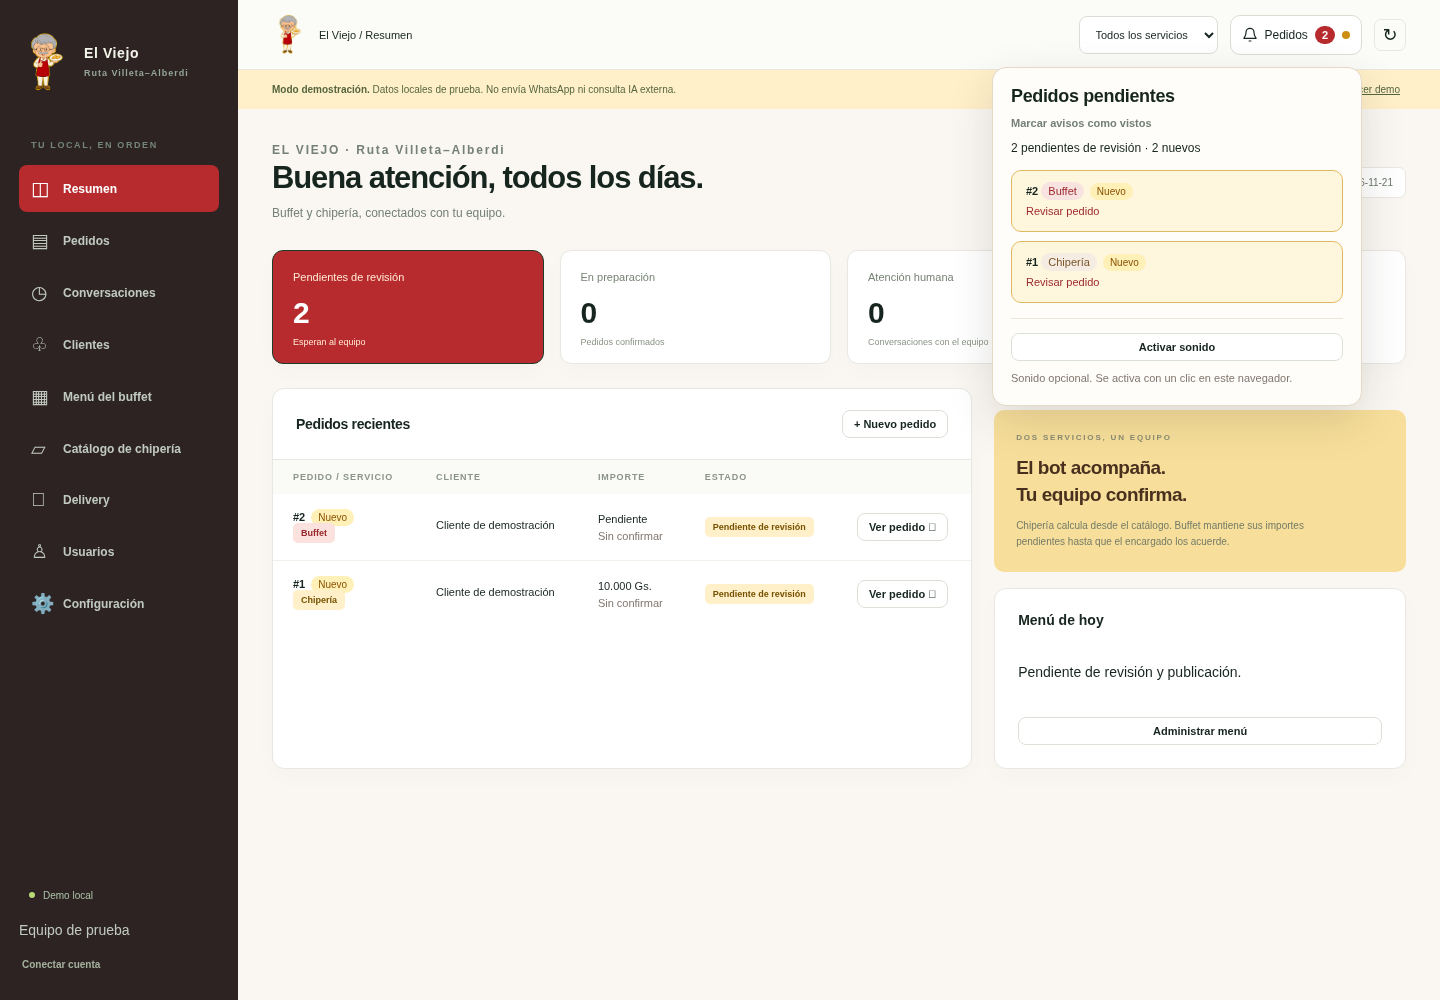 El Viejo
Ruta Villeta–Alberdi
TU LOCAL, EN ORDEN
Resumen
Pedidos
Conversaciones
Clientes
Menú del buffet
Catálogo de chipería
Delivery
Usuarios
Configuración
Demo local
Equipo de prueba
Conectar cuenta
El Viejo / Resumen
Todos los servicios
Pedidos 2
Modo demostración. Datos locales de prueba. No envía WhatsApp ni consulta IA externa.
cer demo
EL VIEJO · Ruta Villeta–Alberdi
Buena atención, todos los días.
Buffet y chipería, conectados con tu equipo.
6-11-21
Pendientes de revisión
2
Esperan al equipo
En preparación
0
Pedidos confirmados
Atención humana
0
Conversaciones con el equipo
Pedidos pendientes
Marcar avisos como vistos
2 pendientes de revisión · 2 nuevos
#2 Buffet Nuevo
Revisar pedido
#1 Chipería Nuevo
Revisar pedido
Activar sonido
Sonido opcional. Se activa con un clic en este navegador.
Pedidos recientes
+ Nuevo pedido
PEDIDO / SERVICIO CLIENTE IMPORTE ESTADO
#2 Nuevo
Buffet
Cliente de demostración
Pendiente
Sin confirmar
Pendiente de revisión
Ver pedido
#1 Nuevo
Chipería
Cliente de demostración
10.000 Gs.
Sin confirmar
Pendiente de revisión
Ver pedido
DOS SERVICIOS, UN EQUIPO
El bot acompaña.
Tu equipo confirma.
Chipería calcula desde el catálogo. Buffet mantiene sus importes
pendientes hasta que el encargado los acuerde.
Menú de hoy
Pendiente de revisión y publicación.
Administrar menú